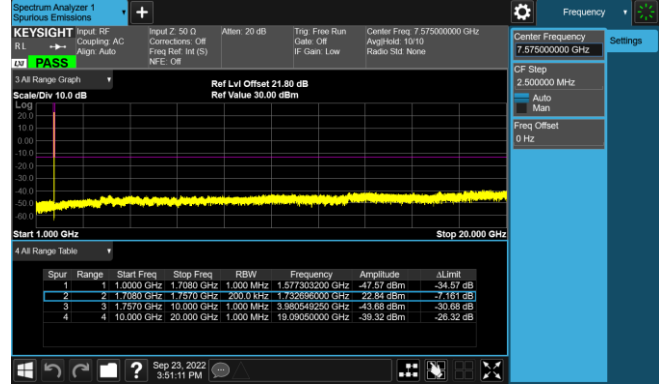 Spectrum Analyzer 1
Spurious Emissions
Frequency
KEYSIGHT Input: RF Input Z: 50 Ω Atten: 20 dB Trig: Free Run Center Freq: 7.575000000 GHz
RL Coupling: AC Corrections: Off Gate: Off Avg|Hold: 10/10
Align: Auto Freq Ref: Int (S) IF Gain: Low Radio Std: None
NFE: Off
LXI PASS
Center Frequency
7.575000000 GHz
Settings
CF Step
2.500000 MHz
Auto
Man
Freq Offset
0 Hz
3 All Range Graph
Ref Lvl Offset 21.80 dB
Scale/Div 10.0 dB Ref Value 30.00 dBm
Log
20.0
10.0
0.00
-10.0
-20.0
-30.0
-40.0
-50.0
-60.0
Start 1.000 GHz Stop 20.000 GHz
4 All Range Table
Spur Range Start Freq Stop Freq RBW Frequency Amplitude ΔLimit
1 1 1.0000 GHz 1.7080 GHz 1.000 MHz 1.577303200 GHz -47.57 dBm -34.57 dB
2 2 1.7080 GHz 1.7570 GHz 200.0 kHz 1.732696000 GHz 22.84 dBm -7.161 dB
3 3 1.7570 GHz 10.000 GHz 1.000 MHz 3.980549250 GHz -43.68 dBm -30.68 dB
4 4 10.000 GHz 20.000 GHz 1.000 MHz 19.09050000 GHz -39.32 dBm -26.32 dB
Sep 23, 2022
3:51:11 PM